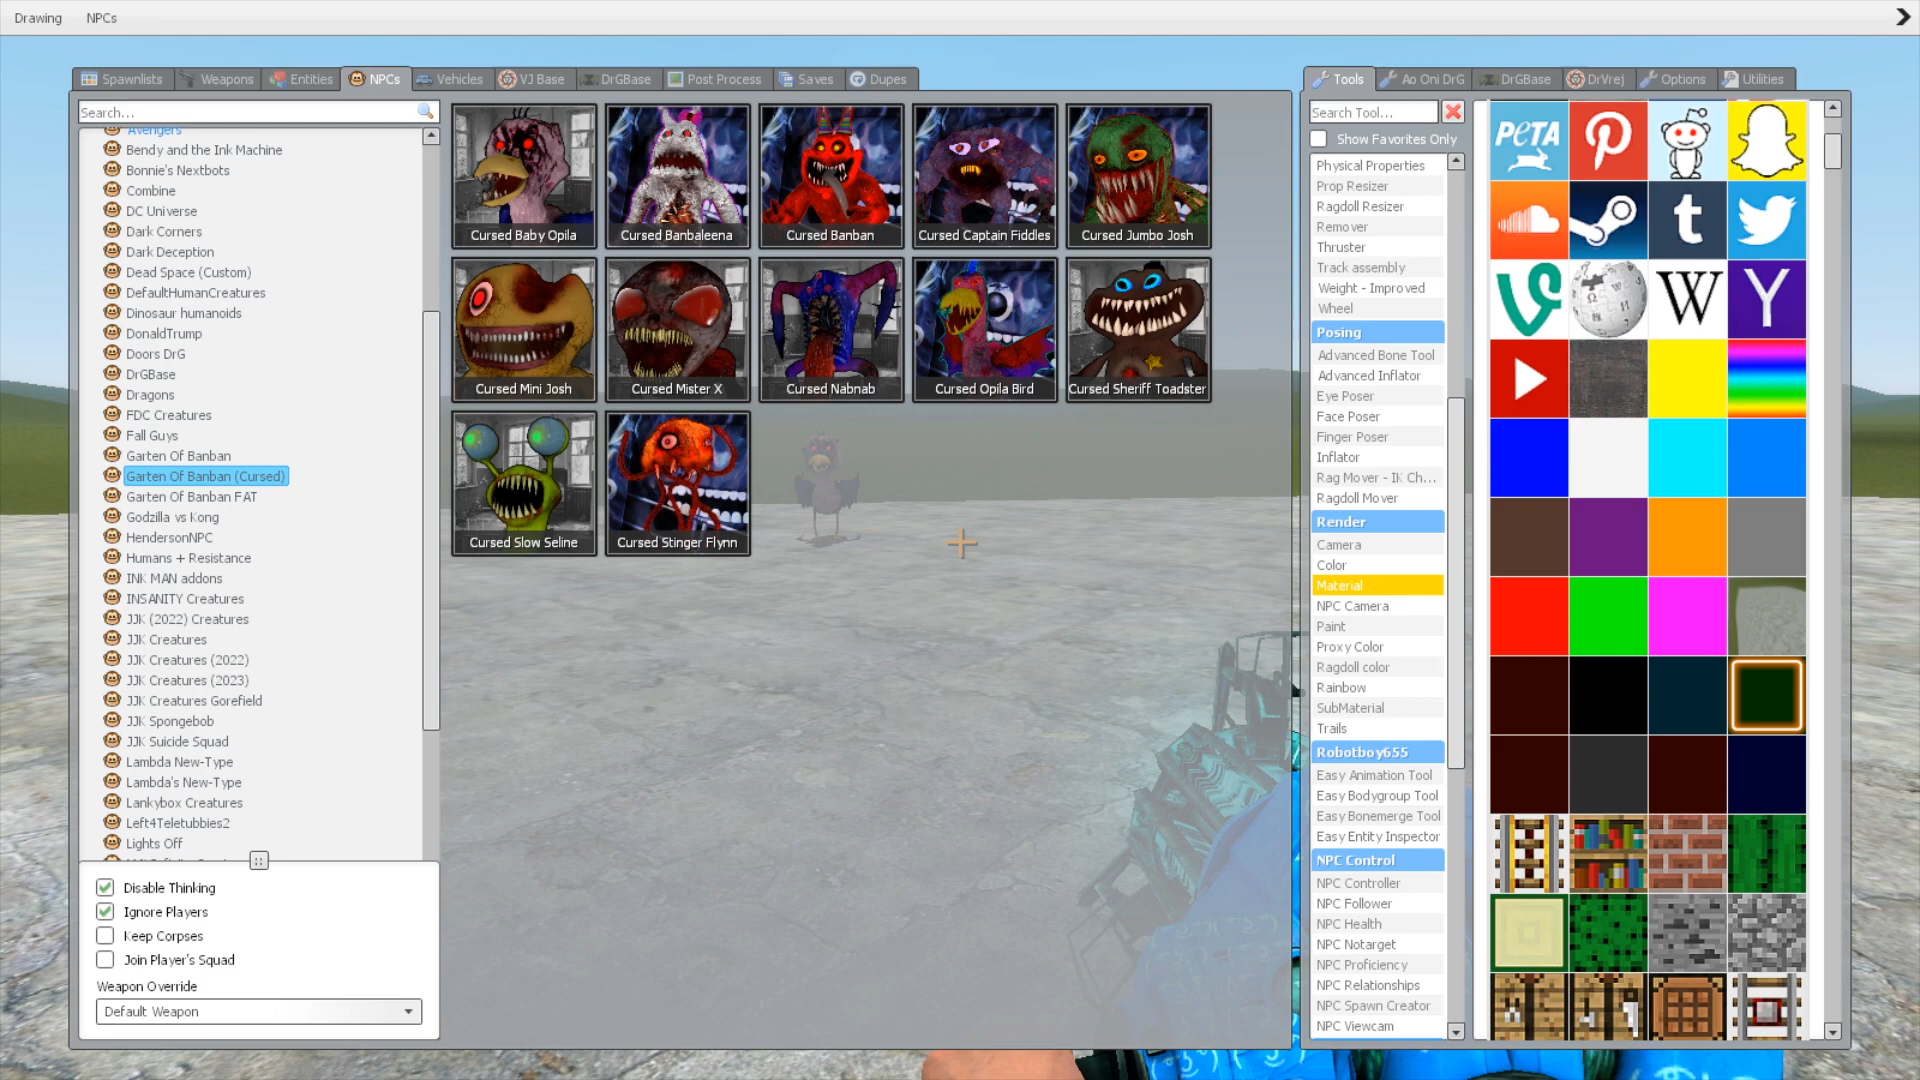 Drawing NPCs
Spawnlists Weapons Entities NPCs Vehicles VJ Base DrGBase Post Process Saves Dupes
Search...
Avengers
Bendy and the Ink Machine
Bonnie's Nextbots
Combine
DC Universe
Dark Corners
Dark Deception
Dead Space (Custom)
DefaultHumanCreatures
Dinosaur humanoids
DonaldTrump
Doors DrG
DrGBase
Dragons
FDC Creatures
Fall Guys
Garten Of Banban
Garten Of Banban (Cursed)
Garten Of Banban FAT
Godzilla vs Kong
HendersonNPC
Humans + Resistance
INK MAN addons
INSANITY Creatures
JJK (2022) Creatures
JJK Creatures
JJK Creatures (2022)
JJK Creatures (2023)
JJK Creatures Gorefield
JJK Spongebob
JJK Suicide Squad
Lambda New-Type
Lambda's New-Type
Lankybox Creatures
Left4Teletubbies2
Lights Off
Disable Thinking
Ignore Players
Keep Corpses
Join Player's Squad
Weapon Override
Default Weapon
Cursed Baby Opila Cursed Banbaleena Cursed Banban Cursed Captain Fiddles Cursed Jumbo Josh
Cursed Mini Josh Cursed Mister X Cursed Nabnab Cursed Opila Bird Cursed Sheriff Toadster
Cursed Slow Seline Cursed Stinger Flynn
Tools Ao Oni DrG DrGBase DrVrej Options Utilities
Search Tool...
Show Favorites Only
Physical Properties
Prop Resizer
Ragdoll Resizer
Remover
Thruster
Track assembly
Weight - Improved
Wheel
Posing
Advanced Bone Tool
Advanced Inflator
Eye Poser
Face Poser
Finger Poser
Inflator
Rag Mover - IK Ch...
Ragdoll Mover
Render
Camera
Color
Material
NPC Camera
Paint
Proxy Color
Ragdoll color
Rainbow
SubMaterial
Trails
Robotboy655
Easy Animation Tool
Easy Bodygroup Tool
Easy Bonemerge Tool
Easy Entity Inspector
NPC Control
NPC Controller
NPC Follower
NPC Health
NPC Notarget
NPC Proficiency
NPC Relationships
NPC Spawn Creator
NPC Viewcam
PETA
t
W Y